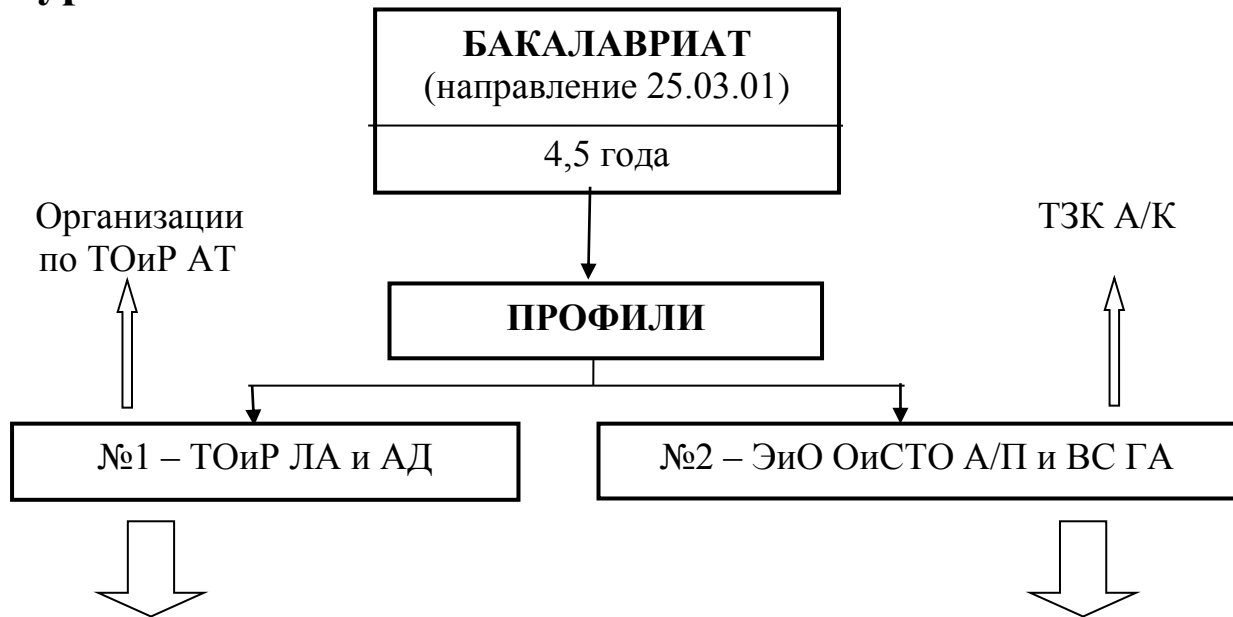 БАКАЛАВРИАТ
(направление 25.03.01)
4,5 года
Организации
по ТОиР АТ
ТЗК А/К
ПРОФИЛИ
№1 – ТОиР ЛА и АД
№2 – ЭиО ОиСТО А/П и ВС ГА